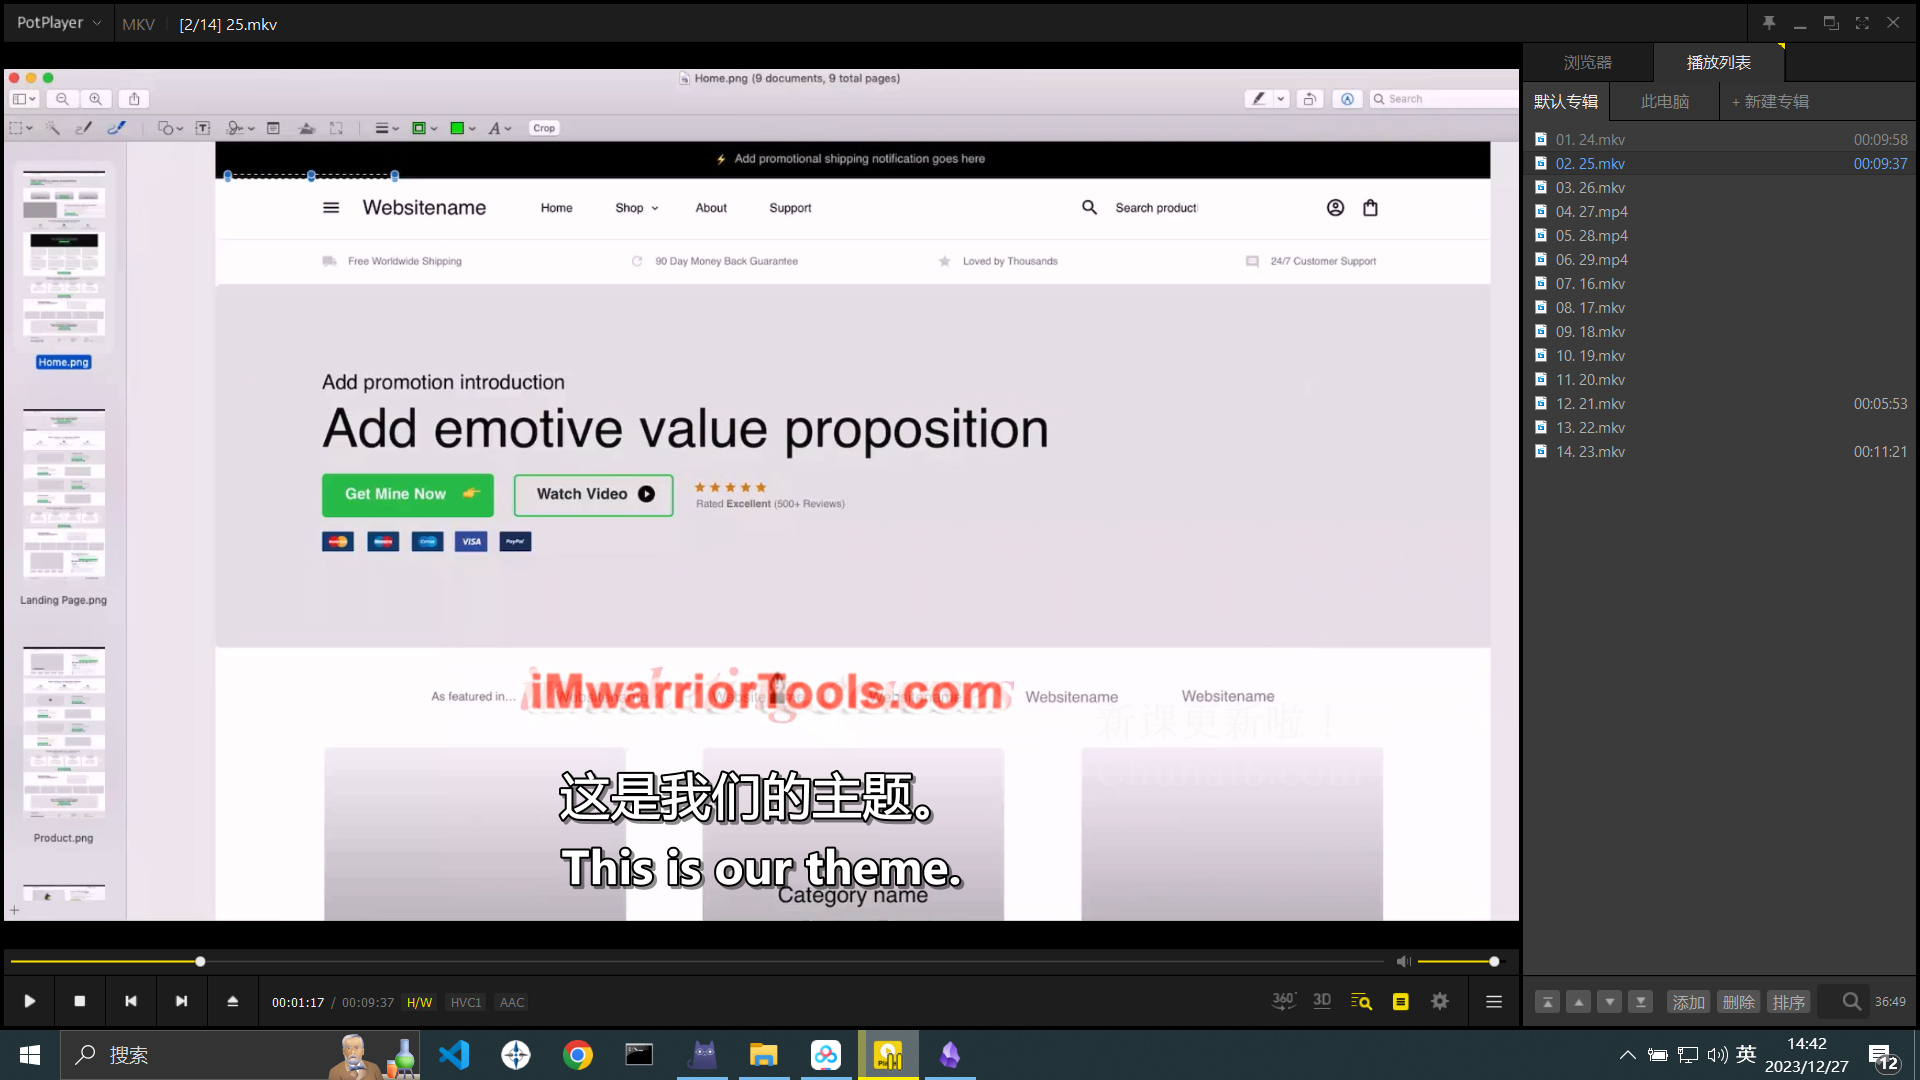 PotPlayer
MKV
[2/14] 25.mkv
Home.png (9 documents, 9 total pages)
Search
Crop
Home.png
Landing Page.png
Product.png
Add promotional shipping notification goes here
Websitename
Home
Shop
About
Support
Search product
Free Worldwide Shipping
90 Day Money Back Guarantee
Loved by Thousands
24/7 Customer Support
Add promotion introduction
Add emotive value proposition
Get Mine Now
Watch Video
Rated Excellent (500+ Reviews)
VISA
PayPal
As featured in...
iMwarriorTools.com
Websitename
Websitename
新课更新啦！
这是我们的主题。
This is our theme.
Category name
浏览器
播放列表
默认专辑
此电脑
+ 新建专辑
01. 24.mkv 00:09:58
02. 25.mkv 00:09:37
03. 26.mkv
04. 27.mp4
05. 28.mp4
06. 29.mp4
07. 16.mkv
08. 17.mkv
09. 18.mkv
10. 19.mkv
11. 20.mkv
12. 21.mkv 00:05:53
13. 22.mkv
14. 23.mkv 00:11:21
00:01:17 / 00:09:37 H/W HVC1 AAC
360°
3D
添加
删除
排序
36:49
搜索
英
14:42
2023/12/27
12